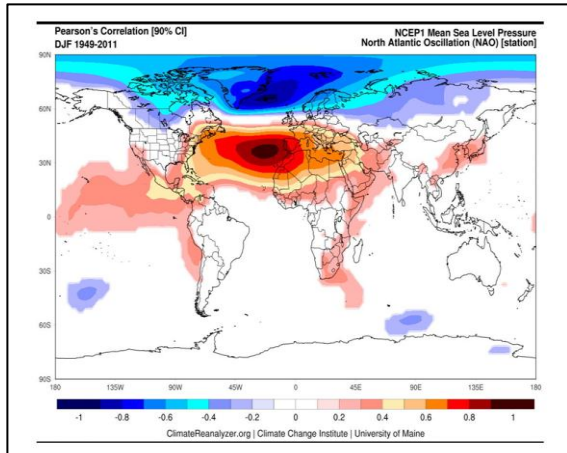 Pearson's Correlation [90% CI]
DJF 1949-2011
NCEP1 Mean Sea Level Pressure
North Atlantic Oscillation (NAO) [station]
90N
60N
30N
0
30S
60S
90S
180 135W 90W 45W 0 45E 90E 135E 180
-1 -0.8 -0.6 -0.4 -0.2 0 0 0.2 0.4 0.6 0.8 1
ClimateReanalyzer.org | Climate Change Institute | University of Maine